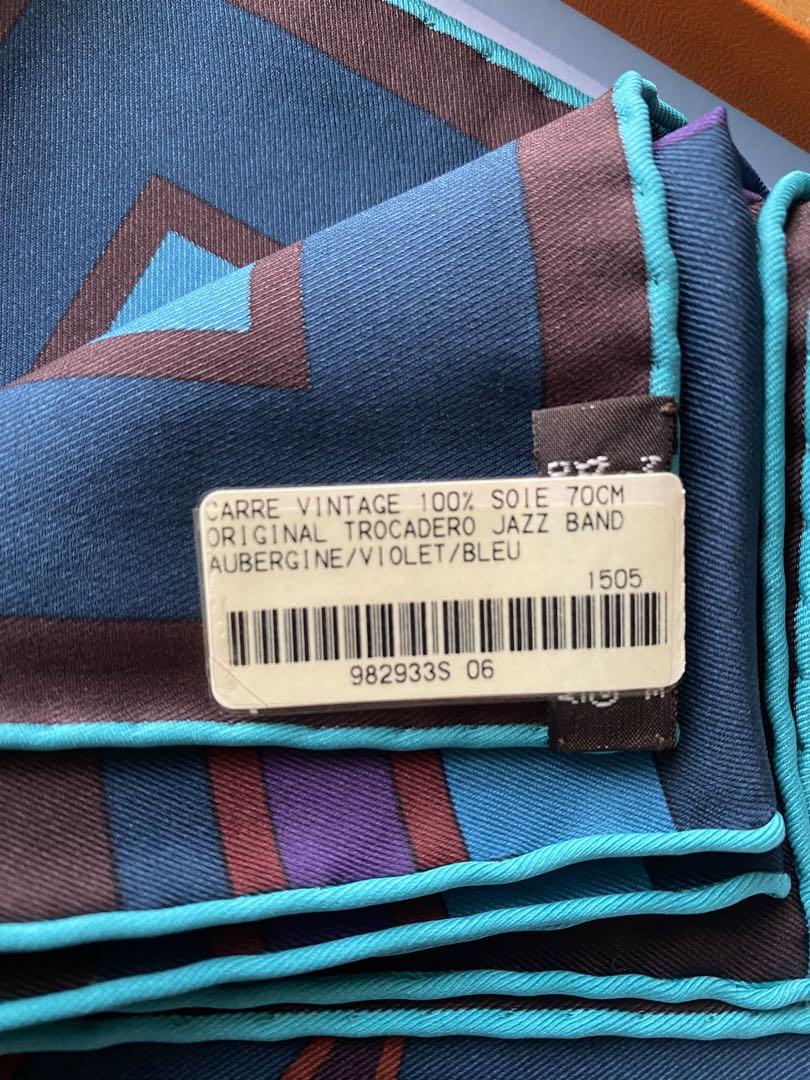 CARRE VINTAGE 100% SOIE 70CM
ORIGINAL TROCADERO JAZZ BAND
AUBERGINE/VIOLET/BLEU
1505
982933S 06